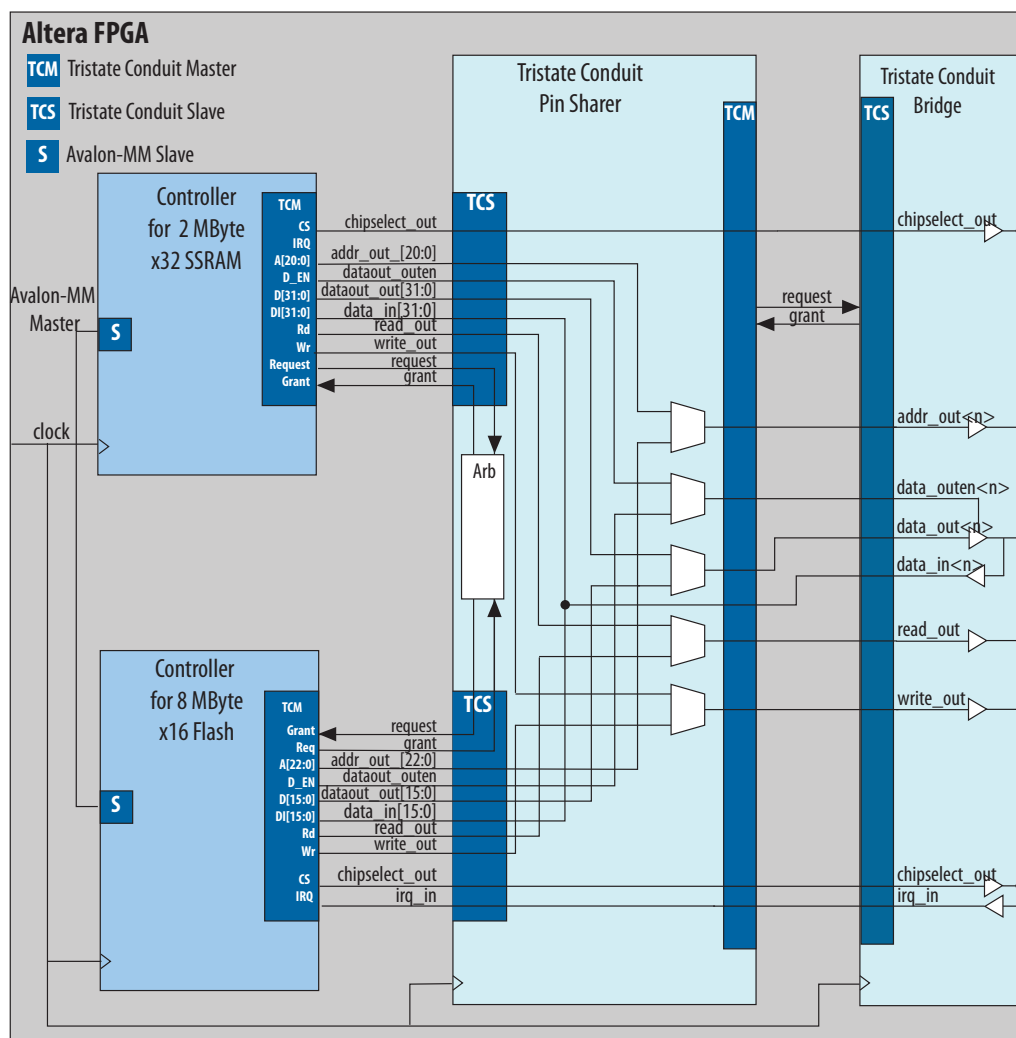 Altera FPGA
TCM Tristate Conduit Master
TCS Tristate Conduit Slave
S Avalon-MM Slave
Tristate Conduit
Pin Sharer
Tristate Conduit
Bridge
TCM
TCS
Controller
for 2 MByte
x32 SSRAM
TCM
CS
IRQ
A[20:0]
D_EN
D[31:0]
DI[31:0]
Rd
Wr
Request
Grant
chipselect_out
addr_out_[20:0]
dataout_outen
dataout_out[31:0]
data_in[31:0]
read_out
write_out
request
grant
TCS
Avalon-MM
Master
S
clock
Arb
request
grant
chipselect_out
addr_out<n>
data_outen<n>
data_out<n>
data_in<n>
read_out
write_out
Controller
for 8 MByte
x16 Flash
S
TCM
Grant
Req
A[22:0]
D_EN
D[15:0]
DI[15:0]
Rd
Wr
CS
IRQ
request
grant
addr_out_[22:0]
dataout_outen
dataout_out[15:0]
data_in[15:0]
read_out
write_out
chipselect_out
irq_in
TCS
chipselect_out
irq_in